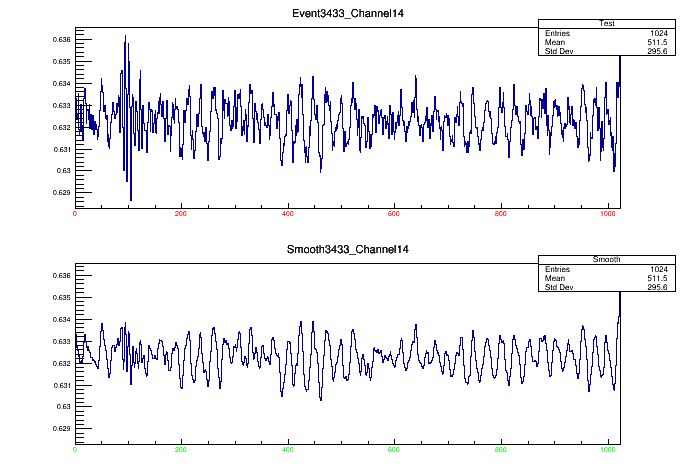 Event3433_Channel14
Test
Entries 1024
Mean 511.5
Std Dev 295.6
0.636
0.635
0.634
0.633
0.632
0.631
0.63
0.629
0 200 400 600 800 1000
Smooth3433_Channel14
Smooth
Entries 1024
Mean 511.5
Std Dev 295.6
0.636
0.635
0.634
0.633
0.632
0.631
0.63
0.629
0 200 400 600 800 1000